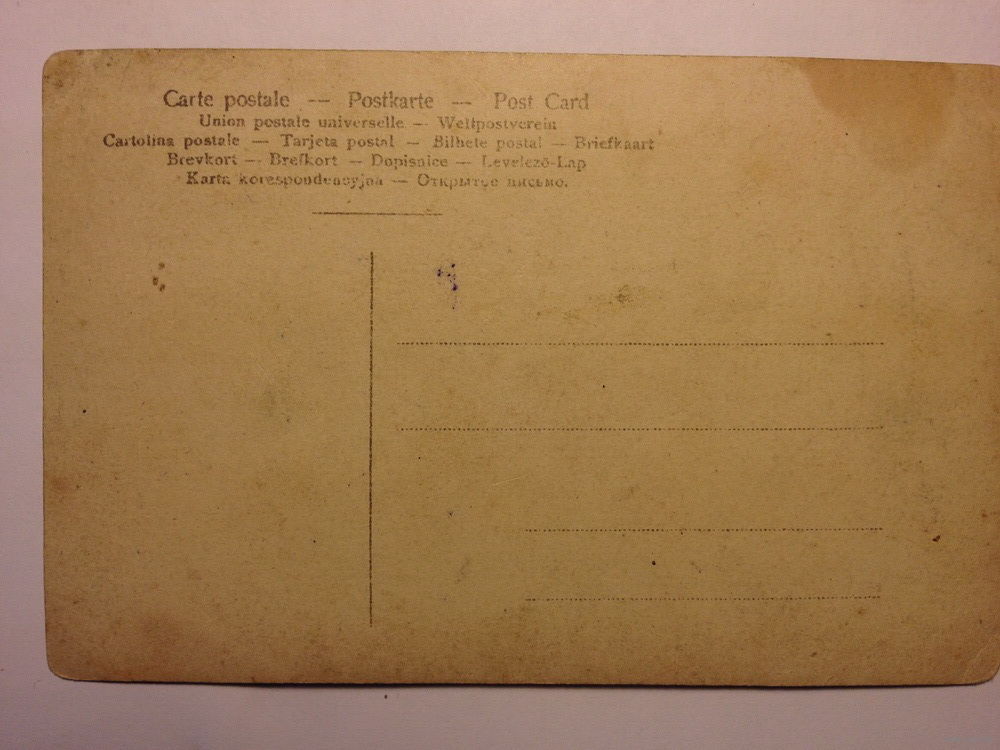 Carte postale -- Postkarte -- Post Card
Union postale universelle. — Weltpostverein
Cartolina postale — Tarjeta postal — Bilhete postal — Briefkaart
Brevkort — Brefkort — Dopisnice — Levelező-Lap
Karta korespondencyjna — Открытое письмо.